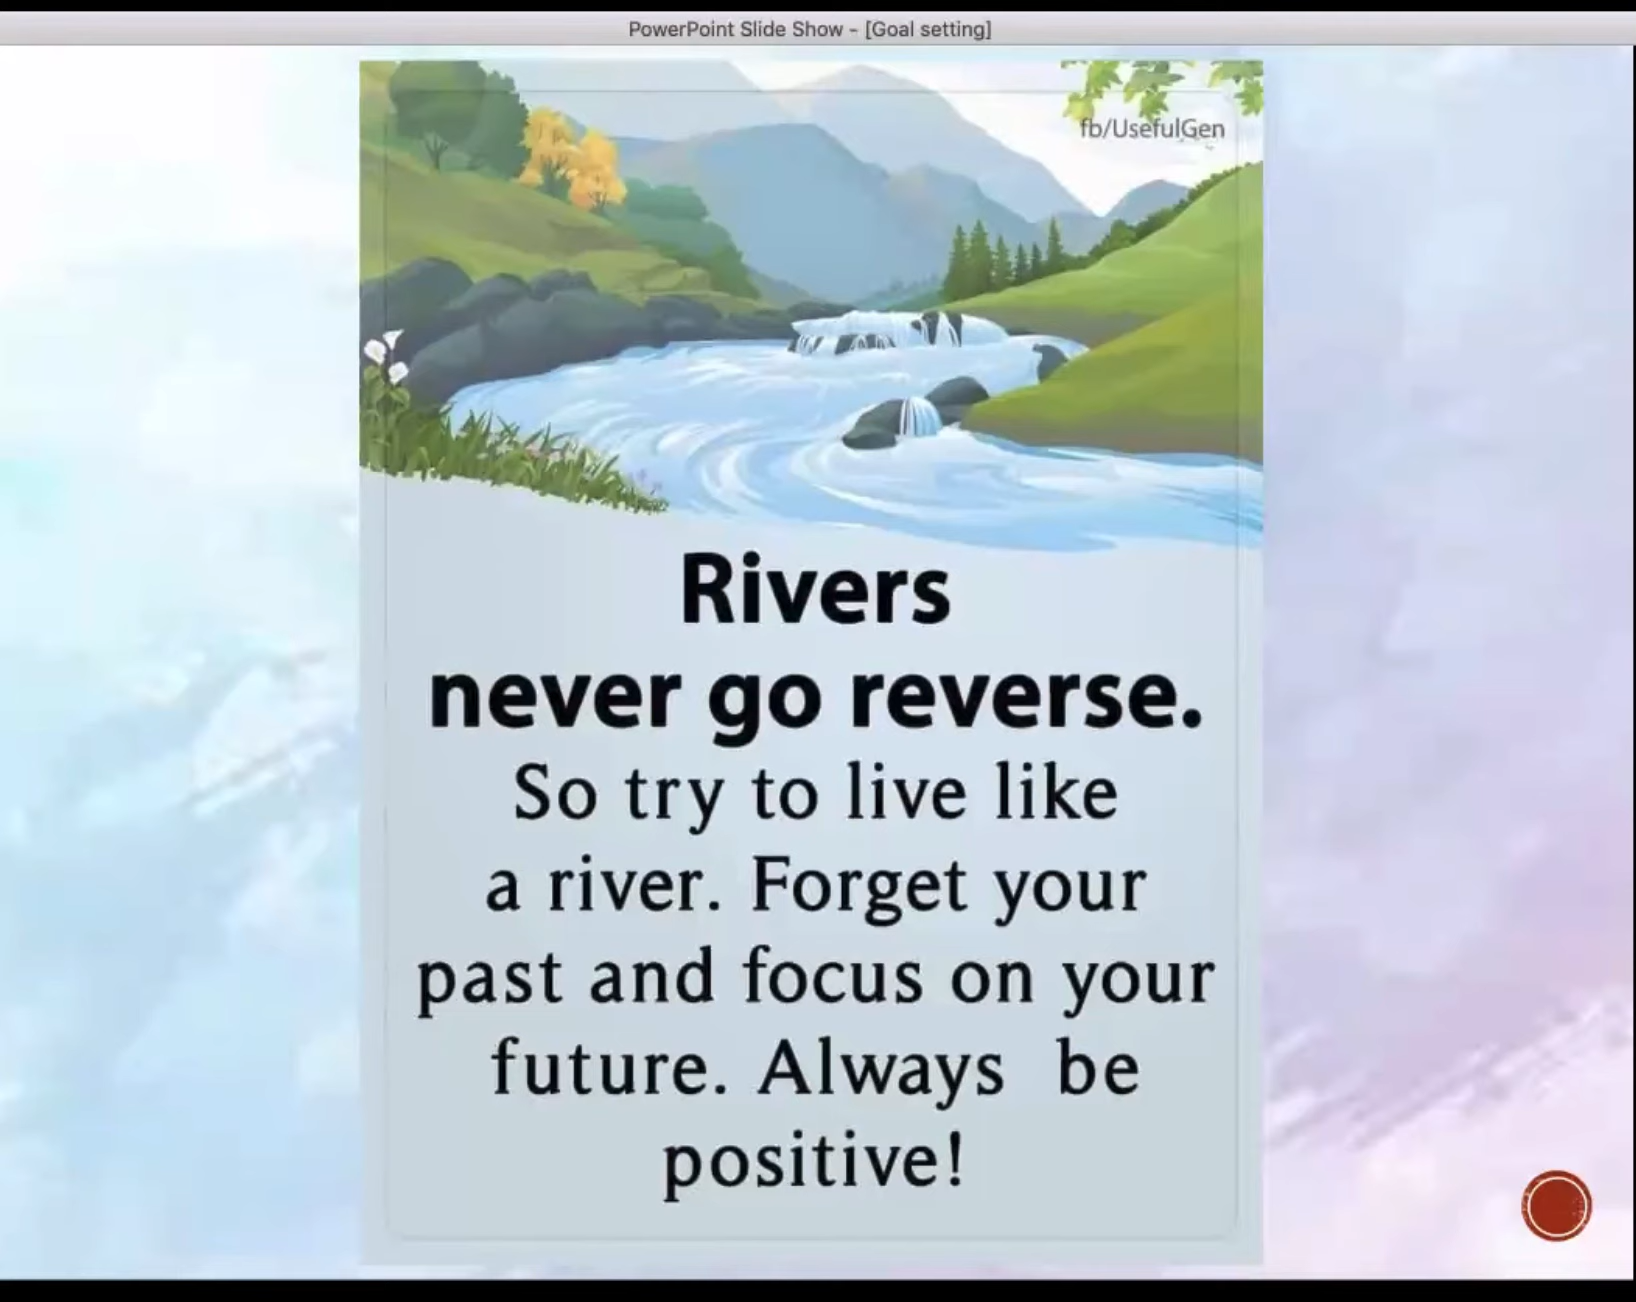 PowerPoint Slide Show - [Goal setting]
fb/UsefulGen
Rivers
never go reverse.
So try to live like
a river. Forget your
past and focus on your
future. Always be
positive!